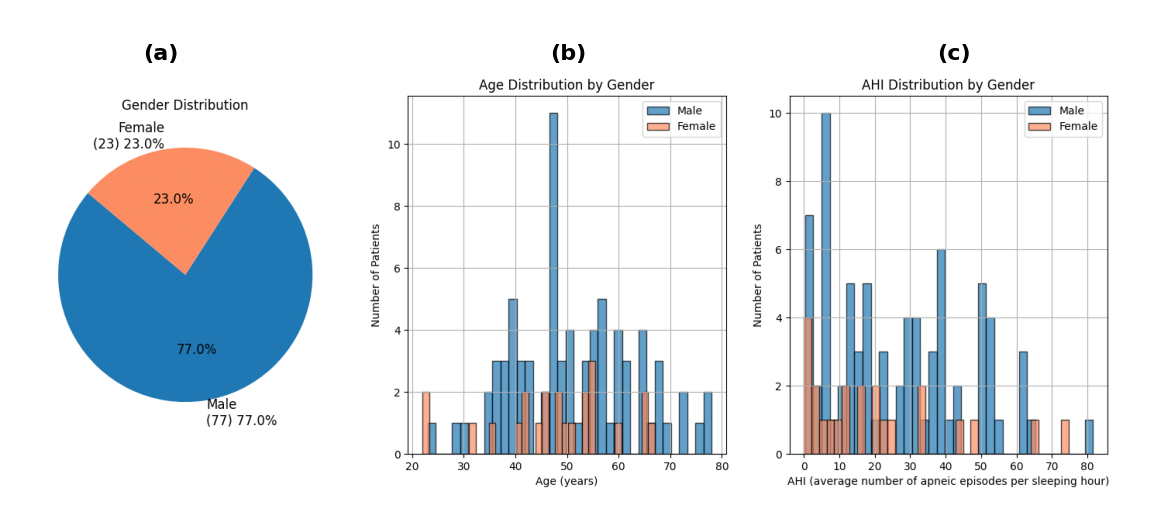 (a)
Gender Distribution
Female
(23) 23.0%
23.0%
77.0%
Male
(77) 77.0%
(b)
Age Distribution by Gender
Male
Female
Number of Patients
10
8
6
4
2
0
20 30 40 50 60 70 80
Age (years)
(c)
AHI Distribution by Gender
Male
Female
Number of Patients
10
8
6
4
2
0
0 10 20 30 40 50 60 70 80
AHI (average number of apneic episodes per sleeping hour)